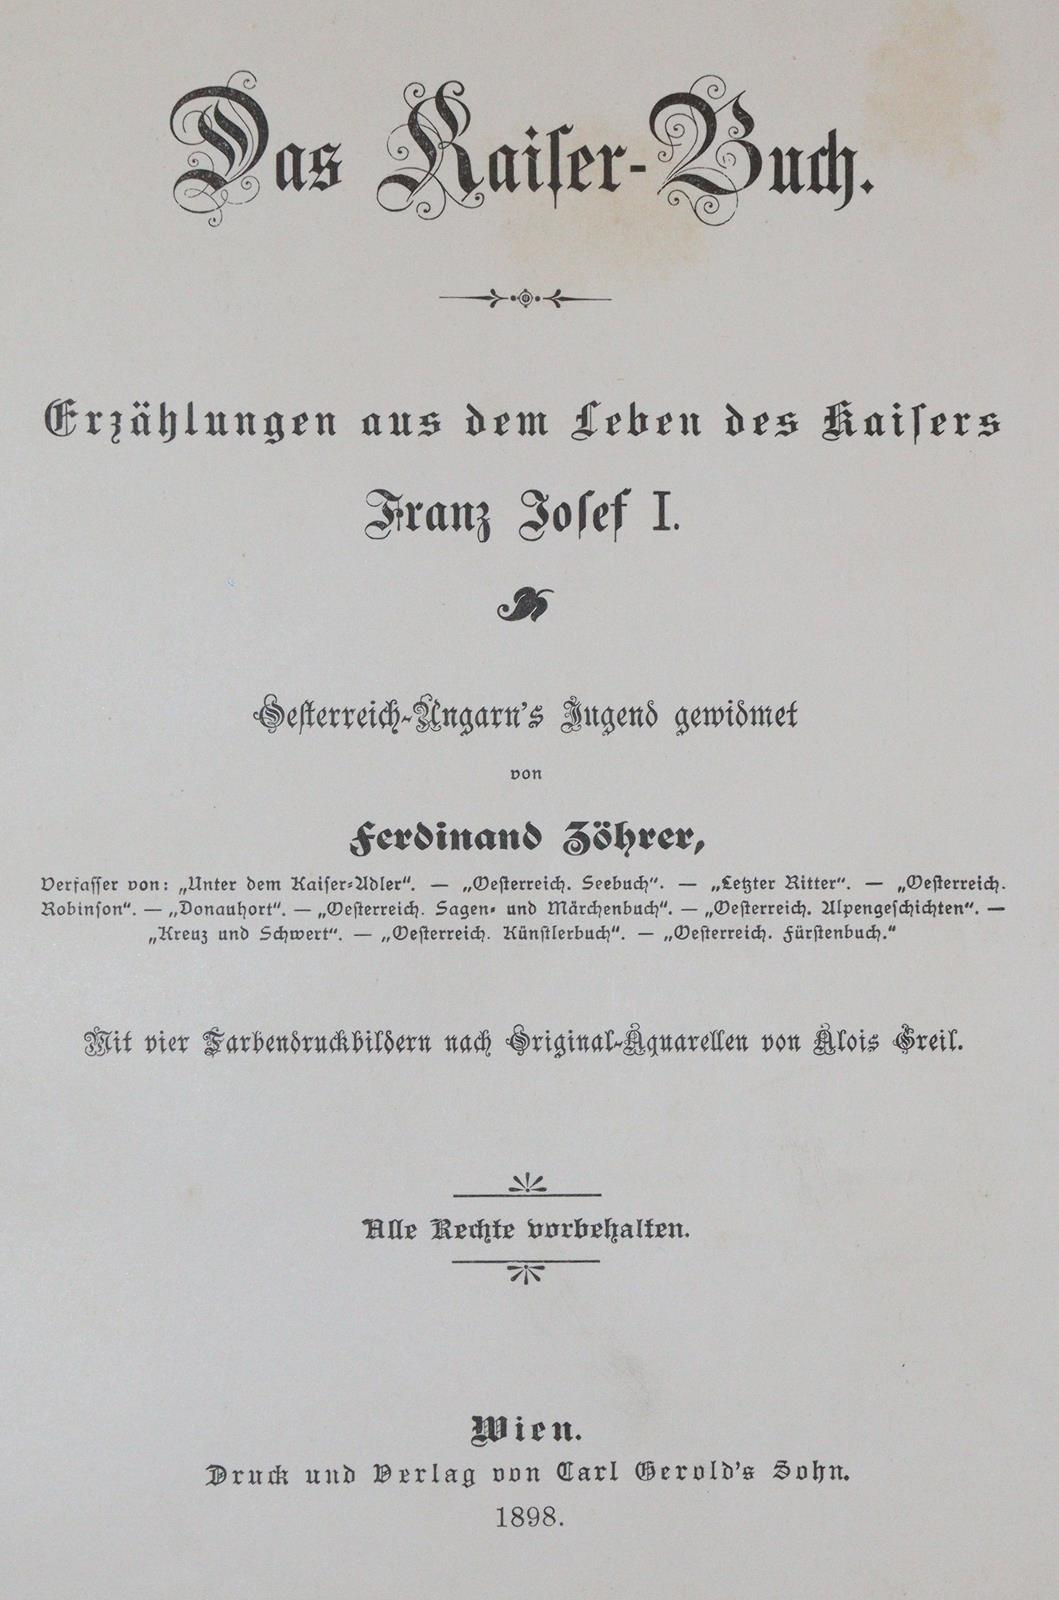 Das Kaiser-Buch.
Erzählungen aus dem Leben des Kaisers
Franz Josef I.
Oesterreich-Ungarn's Jugend gewidmet
von
Ferdinand Zöhrer,
Verfasser von: „Unter dem Kaiser-Adler“. — „Oesterreich. Seebuch“. — „Letzter Ritter“. — „Oesterreich.
Robinson“. — „Donauhort“. — „Oesterreich. Sagen- und Märchenbuch“. — „Oesterreich. Alpengeschichten“. —
„Kreuz und Schwert“. — „Oesterreich. Künstlerbuch“. — „Oesterreich. Fürstenbuch.“
Mit vier Farbendruckbildern nach Original-Aquarellen von Alois Greil.
Alle Rechte vorbehalten.
Wien.
Druck und Verlag von Carl Gerold's Sohn.
1898.